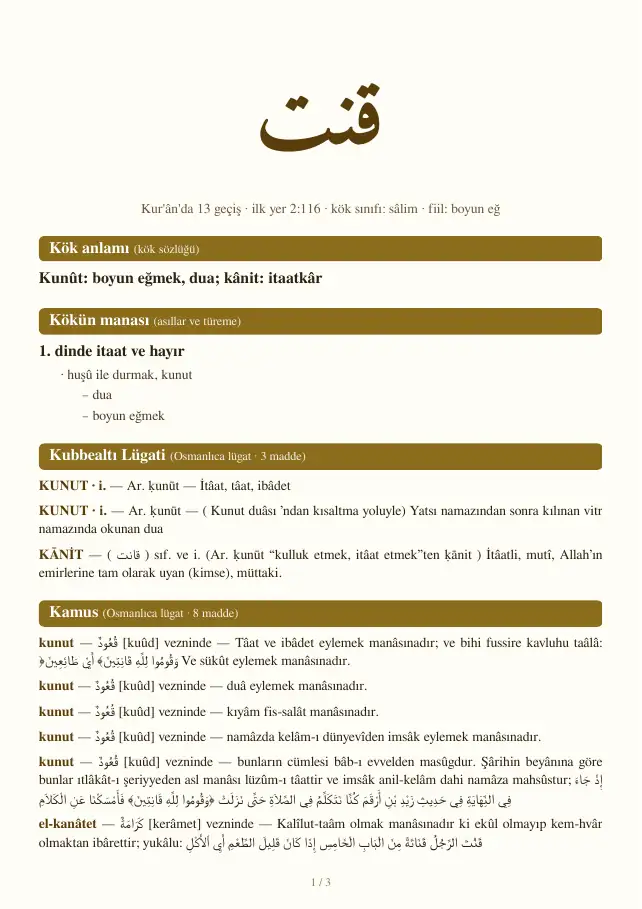 قنت
Kur'ân'da 13 geçiş · ilk yer 2:116 · kök sınıfı: sâlim · fiil: boyun eğ
Kök anlamı (kök sözlüğü)
Kunût: boyun eğmek, dua; kânit: itaatkâr
Kökün manası (asıllar ve türeme)
1. dinde itaat ve hayır
· huşû ile durmak, kunut
– dua
– boyun eğmek
Kubbealtı Lügati (Osmanlıca lügat · 3 madde)
KUNUT · i. — Ar. ḳunūt — İtâat, tâat, ibâdet
KUNUT · i. — Ar. ḳunūt — ( Kunut duâsı ’ndan kısaltma yoluyle) Yatsı namazından sonra kılınan vitr
namazında okunan dua
KĀNİT — ( قانت ) sıf. ve i. (Ar. ḳunūt “kulluk etmek, itâat etmek”ten ḳānit ) İtâatli, mutî, Allah’ın
emirlerine tam olarak uyan (kimse), müttaki.
Kamus (Osmanlıca lügat · 8 madde)
kunut — قُعُودٌ [kuûd] vezninde — Tâat ve ibâdet eylemek manâsınadır; ve bihi fussire kavluhu taâlâ:
﴿وَقُومُوا لِلَّهِ قَانِتِينَ﴾ أَيْ طَائِعِينَ Ve sükût eylemek manâsınadır.
kunut — قُعُودٌ [kuûd] vezninde — duâ eylemek manâsınadır.
kunut — قُعُودٌ [kuûd] vezninde — kıyâm fis-salât manâsınadır.
kunut — قُعُودٌ [kuûd] vezninde — namâzda kelâm-ı dünyevîden imsâk eylemek manâsınadır.
kunut — قُعُودٌ [kuûd] vezninde — bunların cümlesi bâb-ı evvelden masûgdur. Şârihin beyânına göre
bunlar ıtlâkât-ı şeriyyeden asl manâsı lüzûm-ı tâattir ve imsâk anil-kelâm dahi namâza mahsûstur; إِذْ جَاءَ
فِي النِّهَايَةِ فِي حَدِيثِ زَيْدِ بْنِ أَرْقَمَ كُنَّا نَتَكَلَّمُ فِي الصَّلَاةِ حَتَّى نَزَلَتْ ﴿وَقُومُوا لِلَّهِ قَانِتِينَ﴾ فَأَمْسَكْنَا عَنِ الْكَلَامِ
el-kanâtet — كَرَامَةٌ [kerâmet] vezninde — Kalîlut-taâm olmak manâsınadır ki ekûl olmayıp kem-hvâr
olmaktan ibârettir; yukâlu: قَنُتَ الرَّجُلُ قَنَاتَةً مِنَ الْبَابِ الْخَامِسِ إِذَا كَانَ قَلِيلَ الطَّعْمِ أَيِ الْأَكْلِ
1 / 3